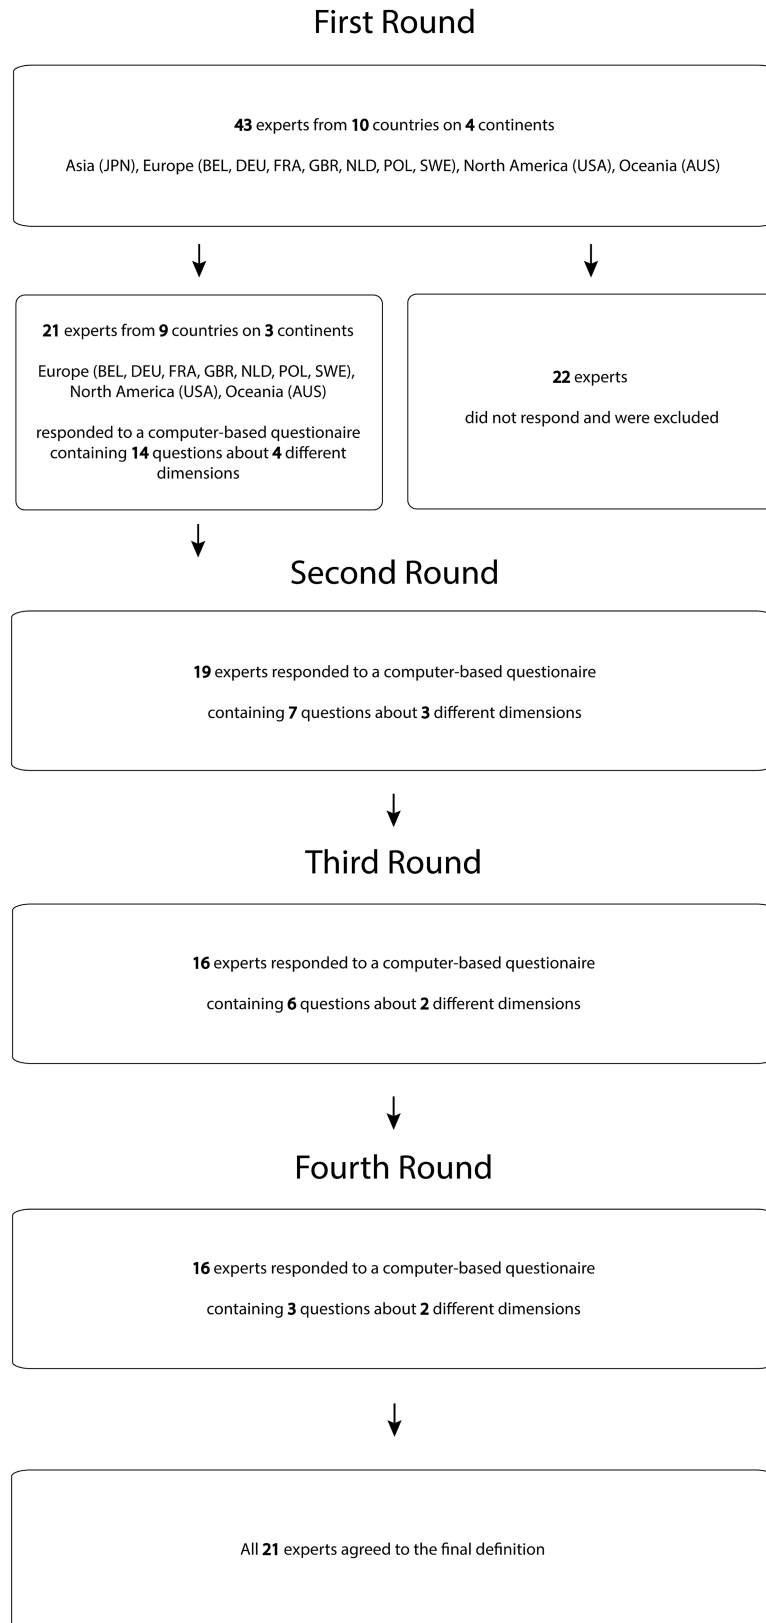 First Round
43 experts from 10 countries on 4 continents
Asia (JPN), Europe (BEL, DEU, FRA, GBR, NLD, POL, SWE), North America (USA), Oceania (AUS)
21 experts from 9 countries on 3 continents
Europe (BEL, DEU, FRA, GBR, NLD, POL, SWE),
North America (USA), Oceania (AUS)
responded to a computer-based questionaire
containing 14 questions about 4 different
dimensions
22 experts
did not respond and were excluded
Second Round
19 experts responded to a computer-based questionaire
containing 7 questions about 3 different dimensions
Third Round
16 experts responded to a computer-based questionaire
containing 6 questions about 2 different dimensions
Fourth Round
16 experts responded to a computer-based questionaire
containing 3 questions about 2 different dimensions
All 21 experts agreed to the final definition